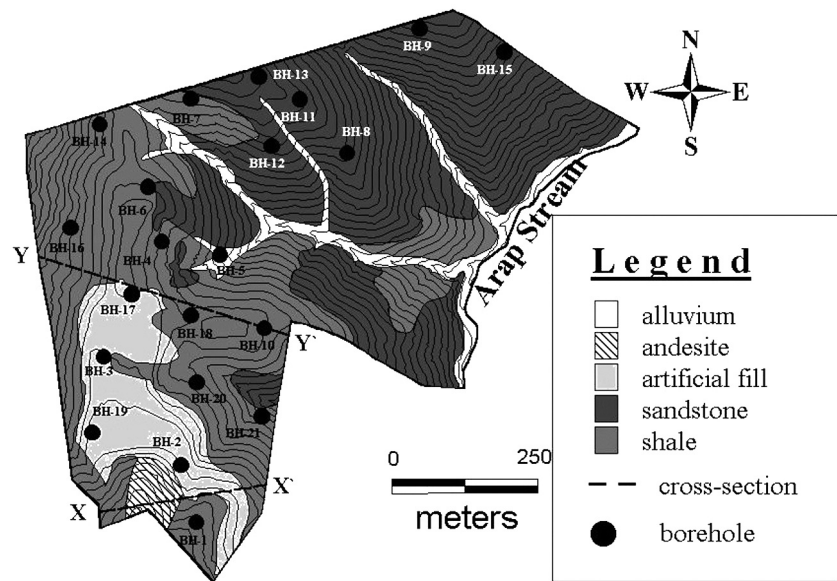 BH-9
BH-15
N
W E
S
BH-13
BH-7
BH-11
BH-14
BH-8
BH-12
BH-6
BH-16
BH-4
BH-5
Y
Arap Stream
BH-17
BH-18
BH-10
Y`
BH-3
BH-20
BH-19
BH-21
BH-2
X`
X
BH-1
0 250
meters
Legend
alluvium
andesite
artificial fill
sandstone
shale
cross-section
borehole